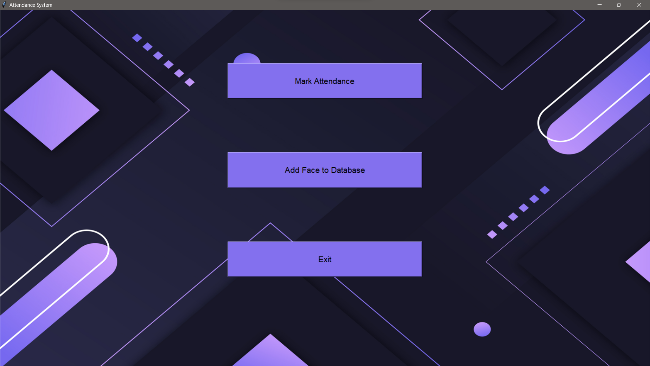 Attendance System
Mark Attendance
Add Face to Database
Exit